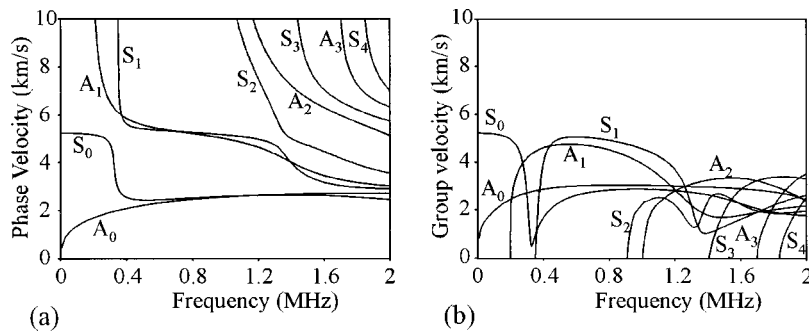 10
8
6
4
2
0
Phase Velocity (km/s)
A1
S1
S0
A0
S2
S3
A2
A3
S4
0
0.4
0.8
1.2
1.6
2
Frequency (MHz)
(a)
10
8
6
4
2
0
Group velocity (km/s)
S0
A0
S1
A1
S2
A2
S3
A3
S4
0
0.4
0.8
1.2
1.6
2
Frequency (MHz)
(b)